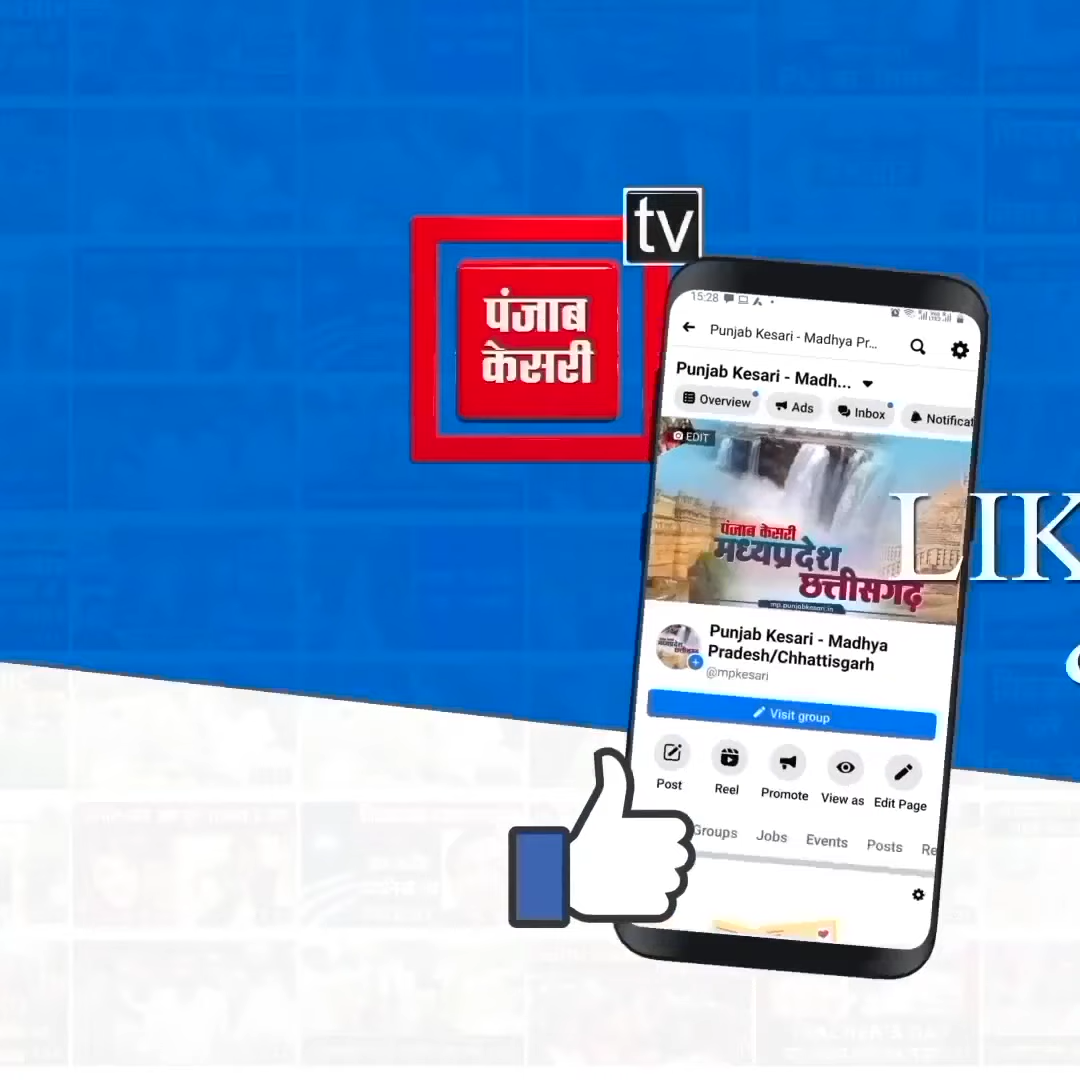 tv
पंजाब
केसरी
15:28
Punjab Kesari - Madhya Pr...
Punjab Kesari - Madh...
Overview
Ads
Inbox
Notificat
EDIT
पंजाब केसरी
मध्यप्रदेश
छत्तीसगढ़
mp.punjabkesari.in
LIK
Punjab Kesari - Madhya
Pradesh/Chhattisgarh
@mpkesari
Visit group
Post
Reel
Promote
View as
Edit Page
Groups
Jobs
Events
Posts
Re